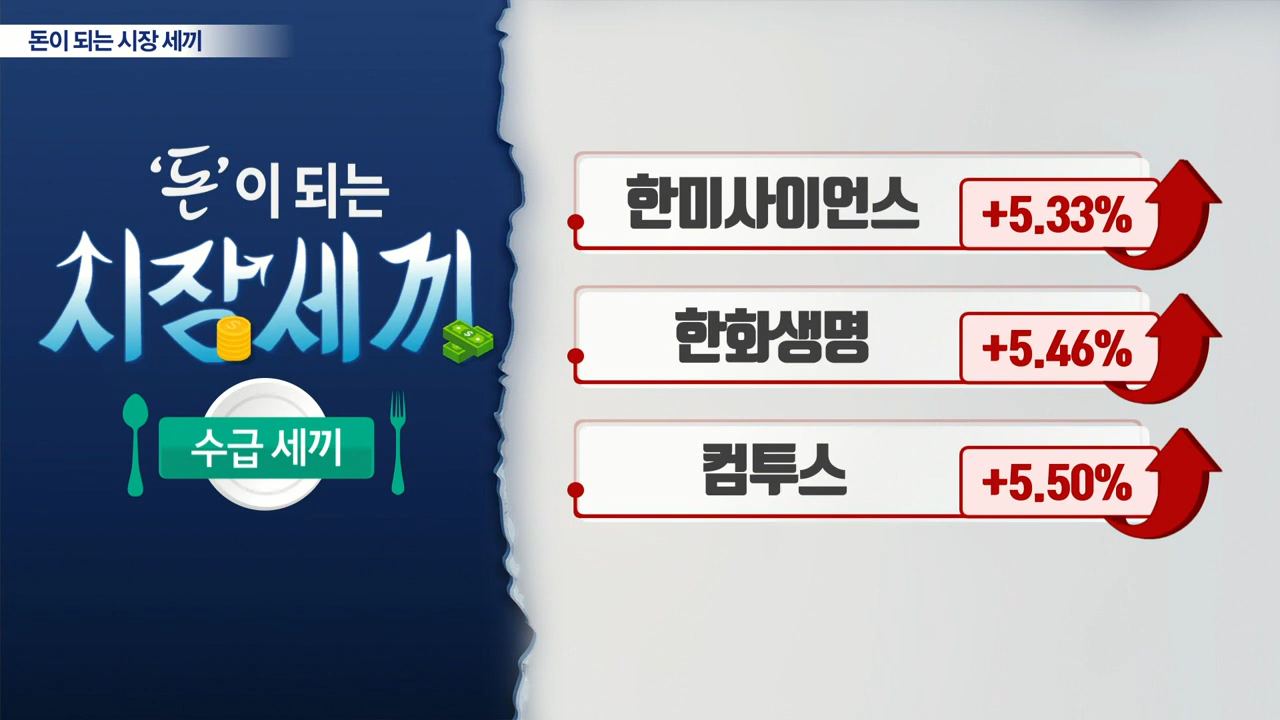 돈이 되는 시장 세끼
‘돈’이 되는
시장세끼
수급 세끼
한미사이언스 +5.33%
한화생명 +5.46%
컴투스 +5.50%